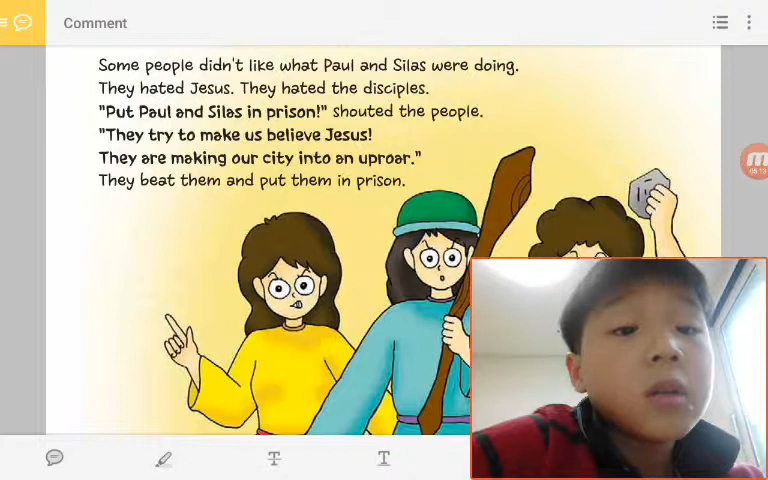 Comment
Some people didn't like what Paul and Silas were doing.
They hated Jesus. They hated the disciples.
"Put Paul and Silas in prison!" shouted the people.
"They try to make us believe Jesus!
They are making our city into an uproar."
They beat them and put them in prison.
M
05:13
T
T